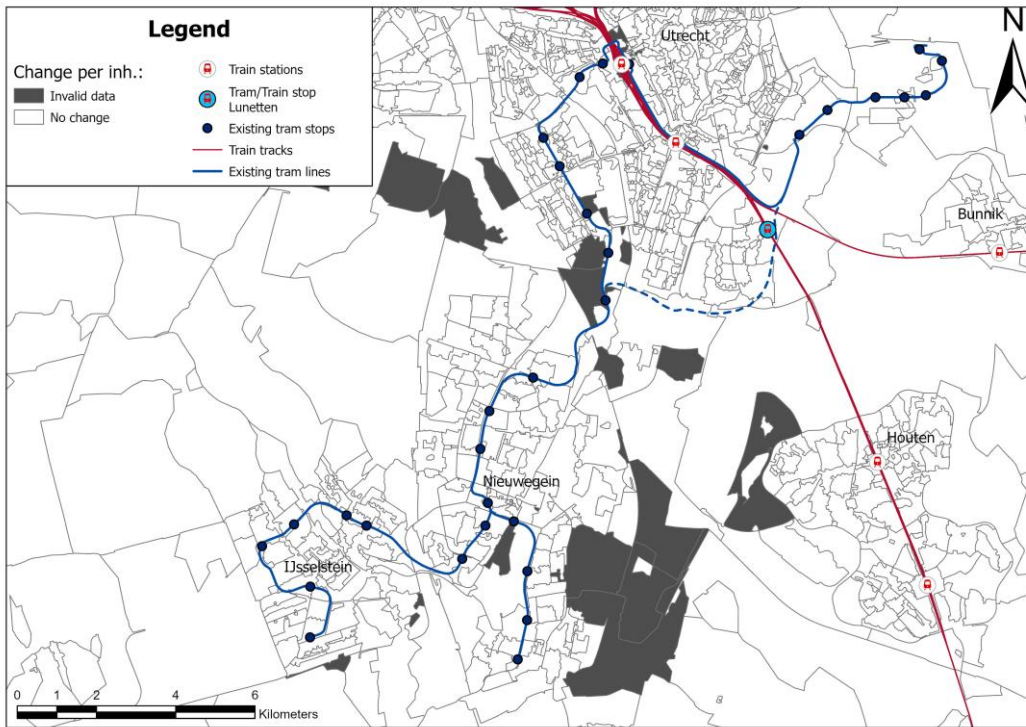 Legend
Change per inh.:
Invalid data
No change
Train stations
Tram/Train stop
Lunetten
Existing tram stops
Train tracks
Existing tram lines
Utrecht
N
Bunnik
Houten
Nieuwegein
IJsselstein
0 1 2 4 6
Kilometers